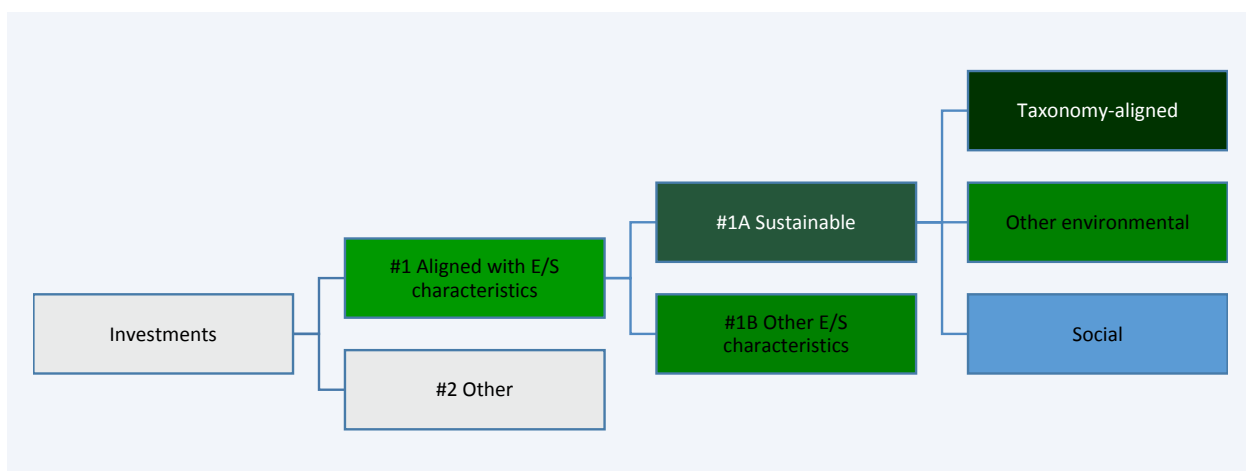 Investments
#1 Aligned with E/S
characteristics
#2 Other
#1A Sustainable
#1B Other E/S
characteristics
Taxonomy-aligned
Other environmental
Social